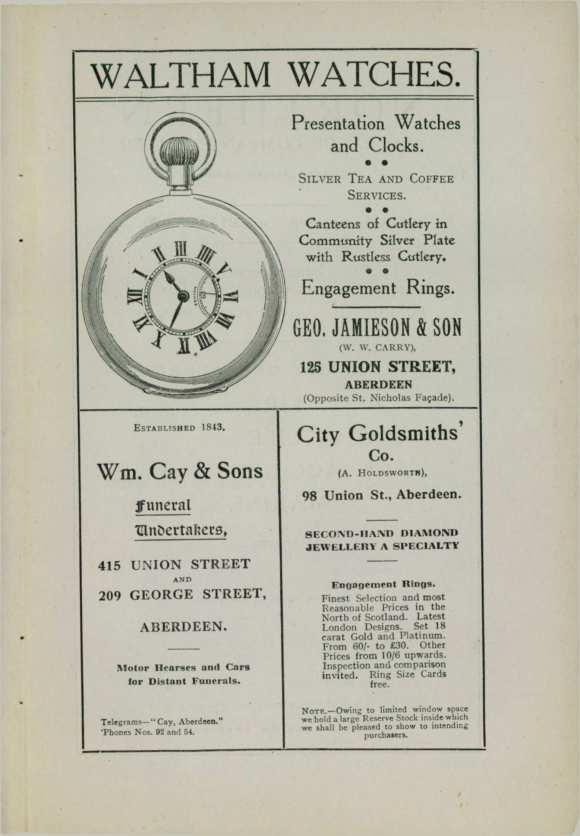 WALTHAM WATCHES.
Presentation Watches
and Clocks.
SILVER TEA AND COFFEE
SERVICES.
Canteens of Cutlery in
Community Silver Plate
with Rustless Cutlery.
Engagement Rings.
GEO. JAMIESON & SON
(W. W. CARRY),
125 UNION STREET,
ABERDEEN
(Opposite St. Nicholas Façade).
ESTABLISHED 1843.
Wm. Cay & Sons
Funeral
Undertakers,
415 UNION STREET
AND
209 GEORGE STREET,
ABERDEEN.
Motor Hearses and Cars
for Distant Funerals.
Telegrams—"Cay, Aberdeen."
'Phones Nos. 92 and 54.
City Goldsmiths'
Co.
(A. HOLDSWORTH),
98 Union St., Aberdeen.
SECOND-HAND DIAMOND
JEWELLERY A SPECIALTY
Engagement Rings.
Finest Selection and most
Reasonable Prices in the
North of Scotland. Latest
London Designs. Set 18
carat Gold and Platinum.
From 60/- to £30. Other
Prices from 10/6 upwards.
Inspection and comparison
invited. Ring Size Cards
free.
NOTE.—Owing to limited window space
we hold a large Reserve Stock inside which
we shall be pleased to show to intending
purchasers.